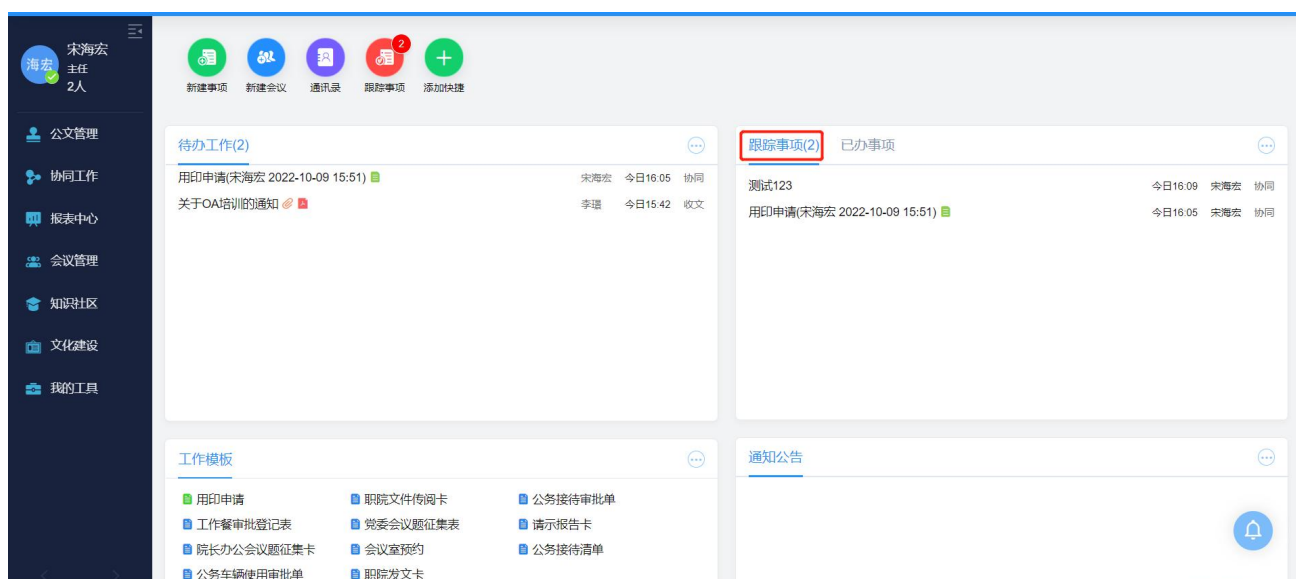 海宏
宋海宏
主任
2人
公文管理
协同工作
报表中心
会议管理
知识社区
文化建设
我的工具
2
新建事项 新建会议 通讯录 跟踪事项 添加快捷
待办工作(2)
用印申请(宋海宏 2022-10-09 15:51) 宋海宏 今日16:05 协同
关于OA培训的通知 李瑾 今日15:42 收文
跟踪事项(2) 已办事项
测试123 今日16:09 宋海宏 协同
用印申请(宋海宏 2022-10-09 15:51) 今日16:05 宋海宏 协同
工作模板
用印申请 职院文件传阅卡 公务接待审批单
工作餐审批登记表 党委会议题征集表 请示报告卡
院长办公会议题征集卡 会议室预约 公务接待清单
公务车辆使用审批单 职院发文卡
通知公告